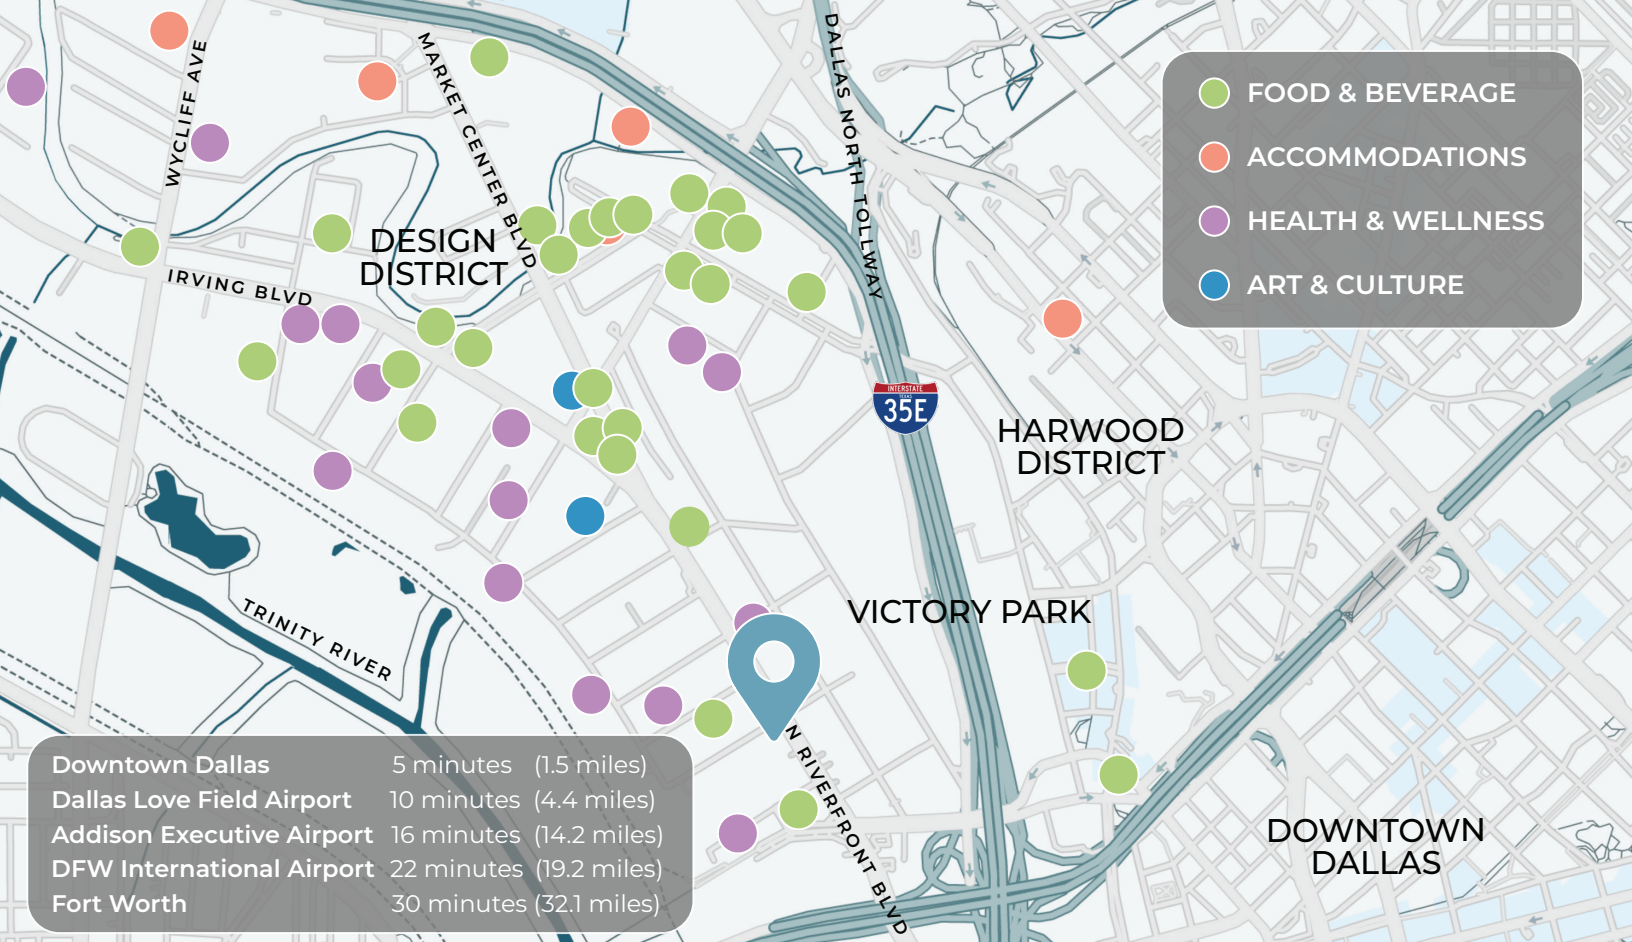 WYCLIFF AVE
MARKET CENTER BLVD
DALLAS NORTH TOLLWAY
FOOD & BEVERAGE
ACCOMMODATIONS
HEALTH & WELLNESS
ART & CULTURE
DESIGN
DISTRICT
IRVING BLVD
INTERSTATE
TEXAS
35E
HARWOOD
DISTRICT
VICTORY PARK
TRINITY RIVER
N RIVERFRONT BLVD
DOWNTOWN
DALLAS
Downtown Dallas 5 minutes (1.5 miles)
Dallas Love Field Airport 10 minutes (4.4 miles)
Addison Executive Airport 16 minutes (14.2 miles)
DFW International Airport 22 minutes (19.2 miles)
Fort Worth 30 minutes (32.1 miles)